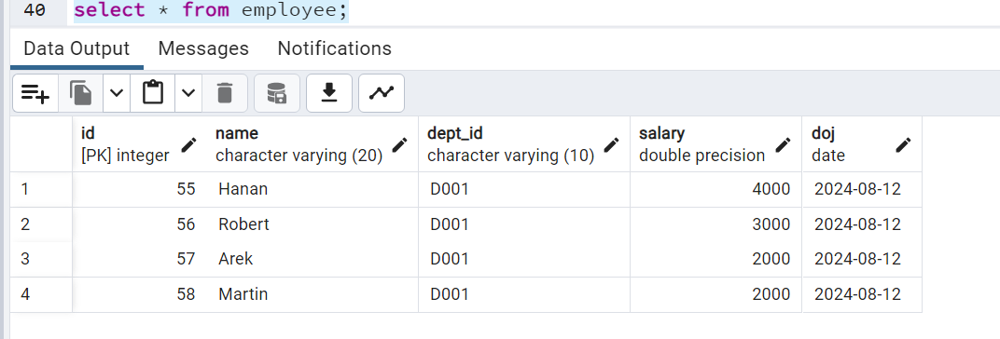 40 select * from employee;
Data Output Messages Notifications
id name dept_id salary doj
[PK] integer character varying (20) character varying (10) double precision date
1 55 Hanan D001 4000 2024-08-12
2 56 Robert D001 3000 2024-08-12
3 57 Arek D001 2000 2024-08-12
4 58 Martin D001 2000 2024-08-12